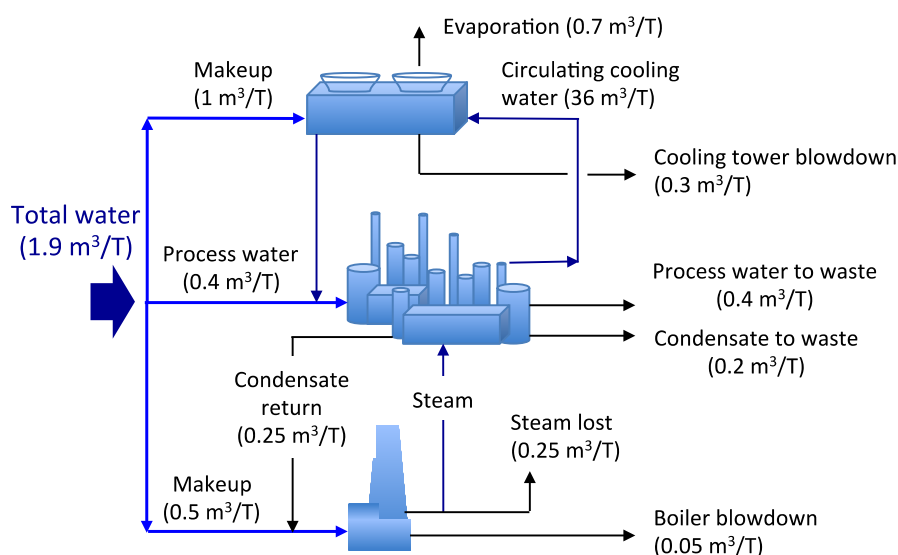 Evaporation (0.7 m³/T)
Makeup
(1 m³/T)
Circulating cooling
water (36 m³/T)
Cooling tower blowdown
(0.3 m³/T)
Total water
(1.9 m³/T)
Process water
(0.4 m³/T)
Process water to waste
(0.4 m³/T)
Condensate to waste
(0.2 m³/T)
Condensate
return
(0.25 m³/T)
Steam
Steam lost
(0.25 m³/T)
Makeup
(0.5 m³/T)
Boiler blowdown
(0.05 m³/T)